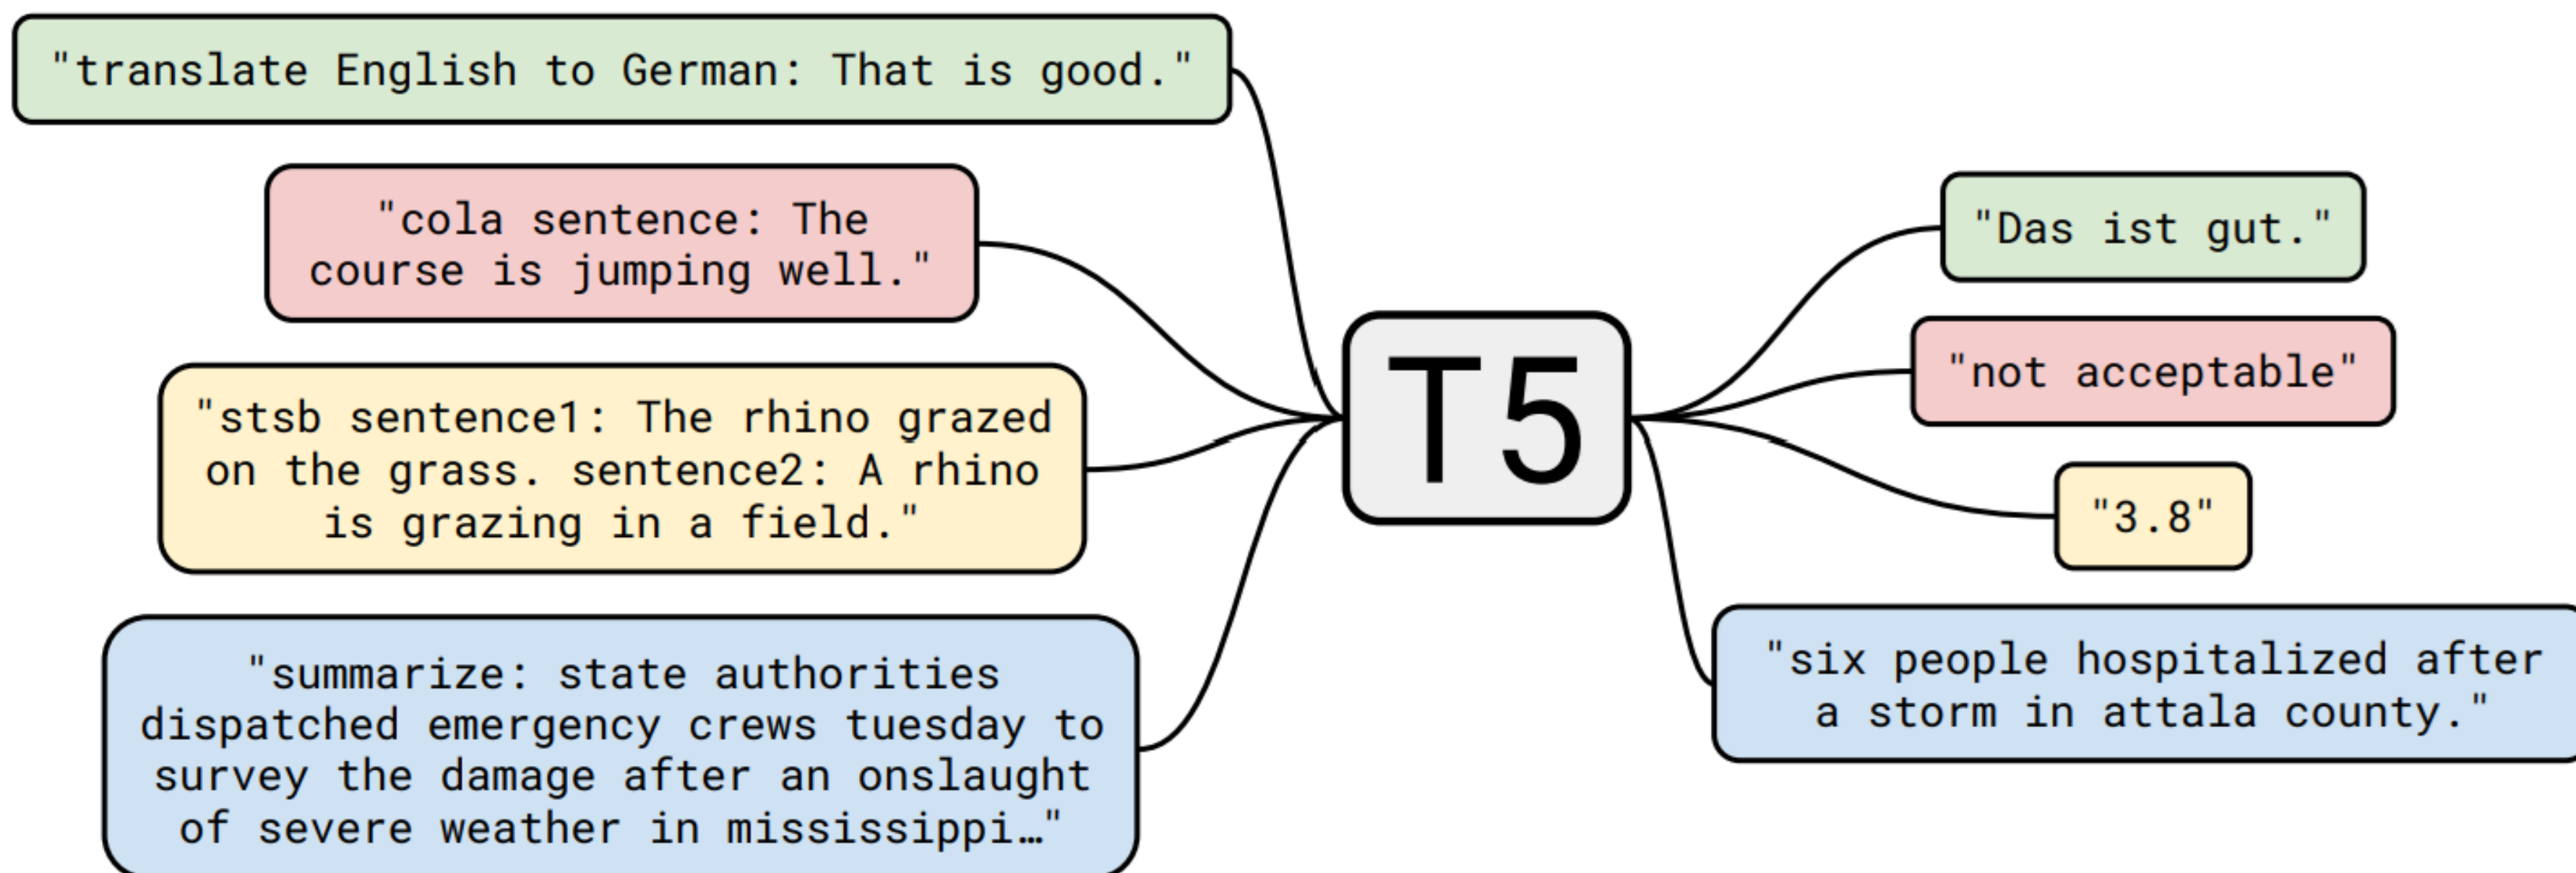 "translate English to German: That is good."
"cola sentence: The
course is jumping well."
"stsb sentence1: The rhino grazed
on the grass. sentence2: A rhino
is grazing in a field."
"summarize: state authorities
dispatched emergency crews tuesday to
survey the damage after an onslaught
of severe weather in mississippi…"
T5
"Das ist gut."
"not acceptable"
"3.8"
"six people hospitalized after
a storm in attala county."